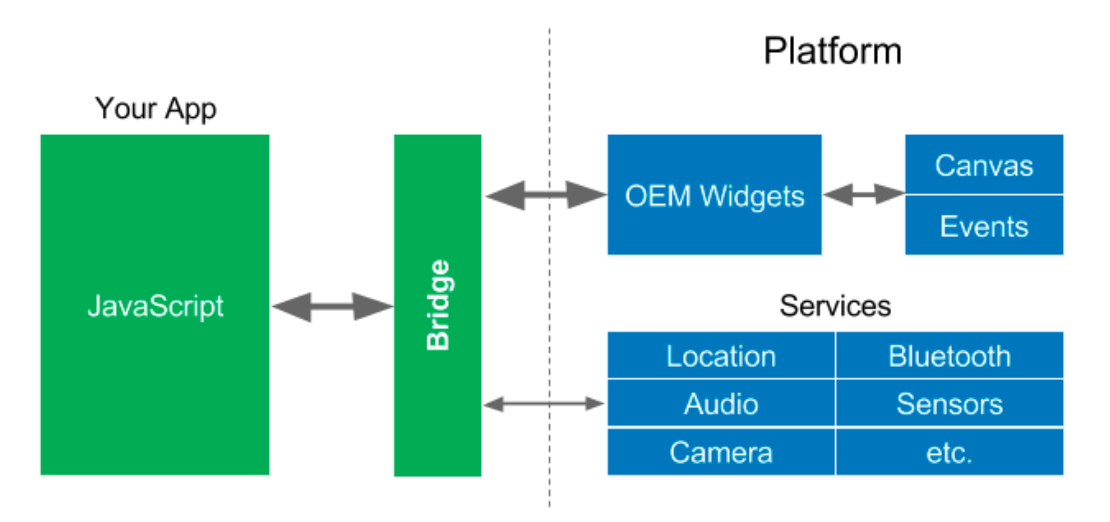 Platform
Your App
JavaScript
Bridge
OEM Widgets
Canvas
Events
Services
Location Bluetooth
Audio Sensors
Camera etc.